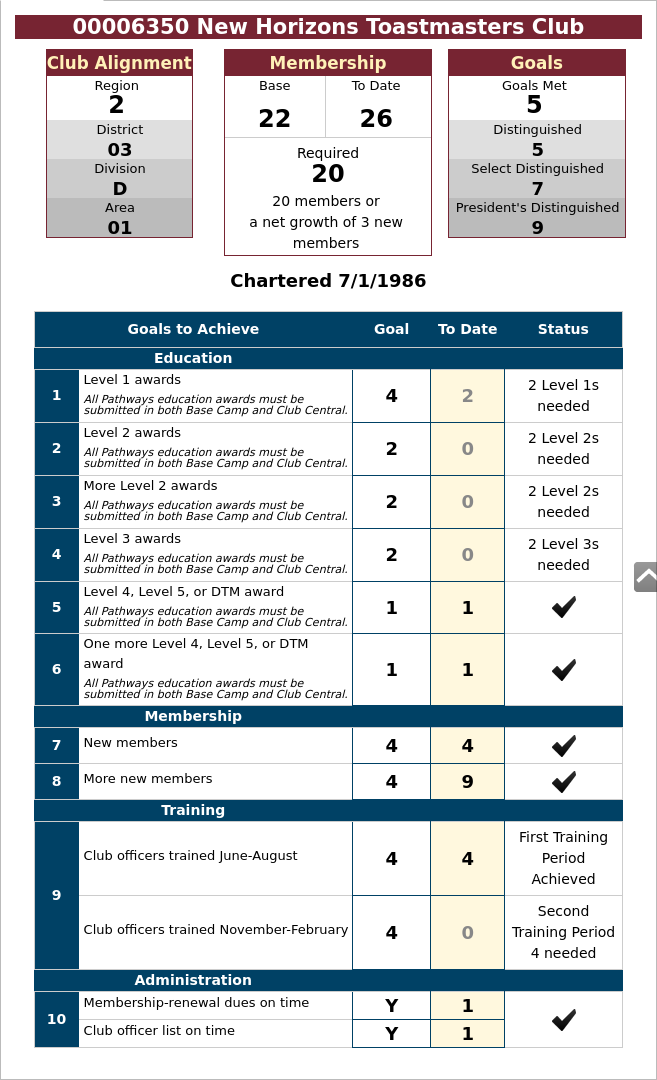 00006350 New Horizons Toastmasters Club
Club Alignment
Region
2
District
03
Division
D
Area
01
Membership
Base To Date
22 26
Required
20
20 members or
a net growth of 3 new
members
Goals
Goals Met
5
Distinguished
5
Select Distinguished
7
President's Distinguished
9
Chartered 7/1/1986
Goals to Achieve Goal To Date Status
Education
1 Level 1 awards
All Pathways education awards must be
submitted in both Base Camp and Club Central.
4 2 2 Level 1s
needed
2 Level 2 awards
All Pathways education awards must be
submitted in both Base Camp and Club Central.
2 0 2 Level 2s
needed
3 More Level 2 awards
All Pathways education awards must be
submitted in both Base Camp and Club Central.
2 0 2 Level 2s
needed
4 Level 3 awards
All Pathways education awards must be
submitted in both Base Camp and Club Central.
2 0 2 Level 3s
needed
5 Level 4, Level 5, or DTM award
All Pathways education awards must be
submitted in both Base Camp and Club Central.
1 1
6 One more Level 4, Level 5, or DTM
award
All Pathways education awards must be
submitted in both Base Camp and Club Central.
1 1
Membership
7 New members 4 4
8 More new members 4 9
Training
9 Club officers trained June-August 4 4 First Training
Period
Achieved
Club officers trained November-February 4 0 Second
Training Period
4 needed
Administration
10 Membership-renewal dues on time Y 1
Club officer list on time Y 1